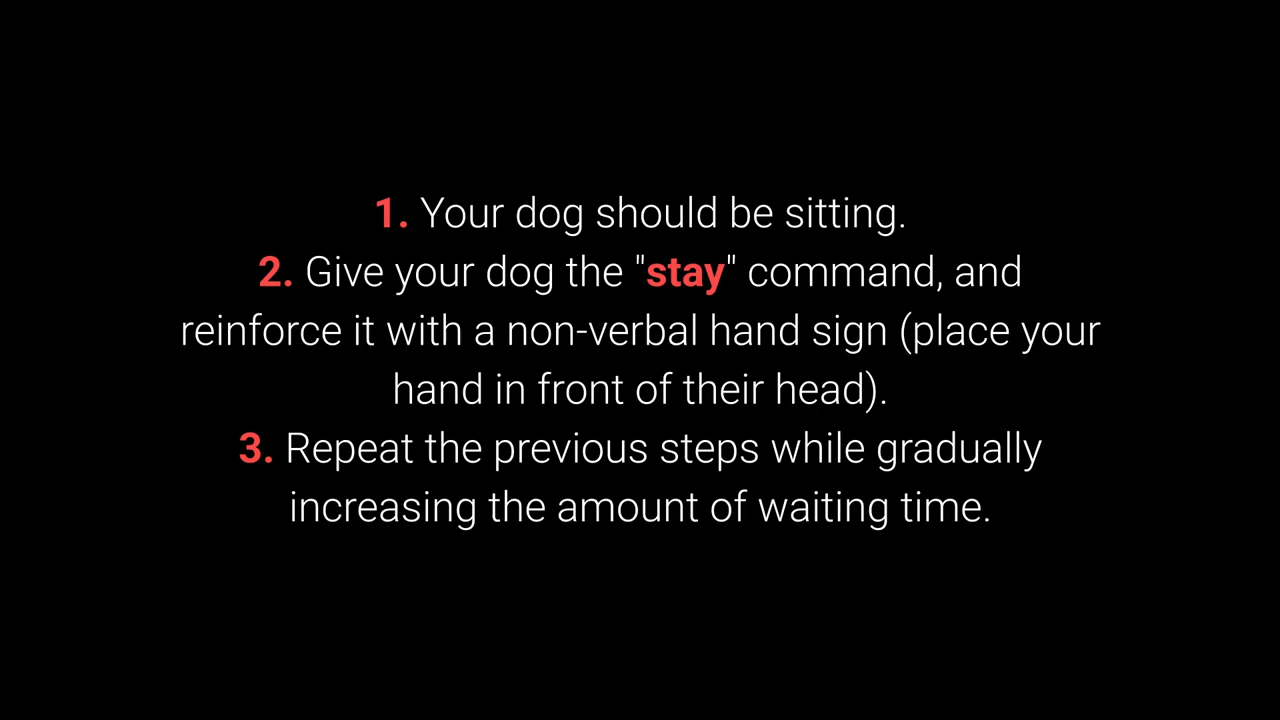 1. Your dog should be sitting.
2. Give your dog the "stay" command, and
reinforce it with a non-verbal hand sign (place your
hand in front of their head).
3. Repeat the previous steps while gradually
increasing the amount of waiting time.